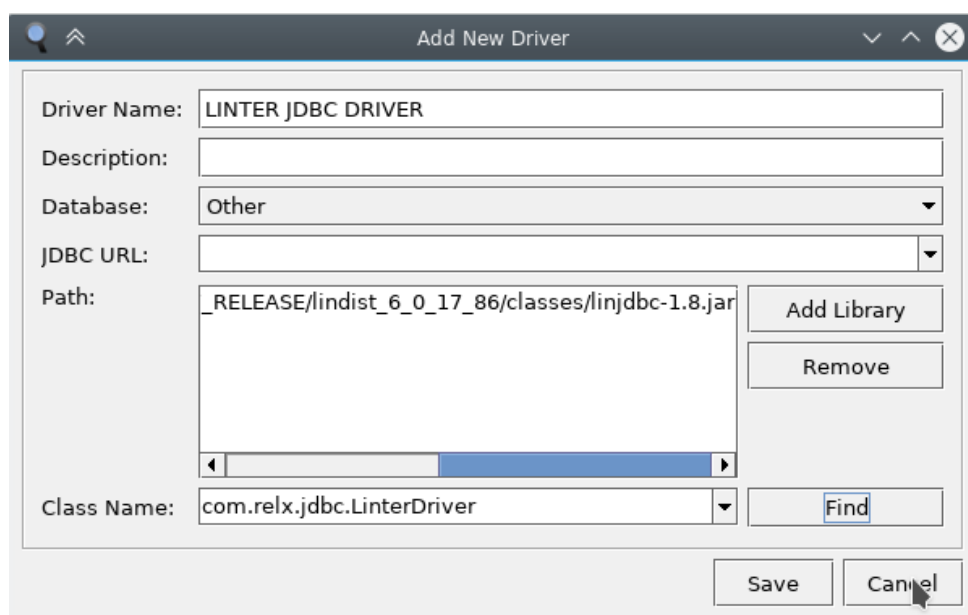 Add New Driver
Driver Name: LINTER JDBC DRIVER
Description:
Database: Other
JDBC URL:
Path: _RELEASE/lindist_6_0_17_86/classes/linjdbc-1.8.jar
Add Library
Remove
Class Name: com.relx.jdbc.LinterDriver Find
Save Cancel